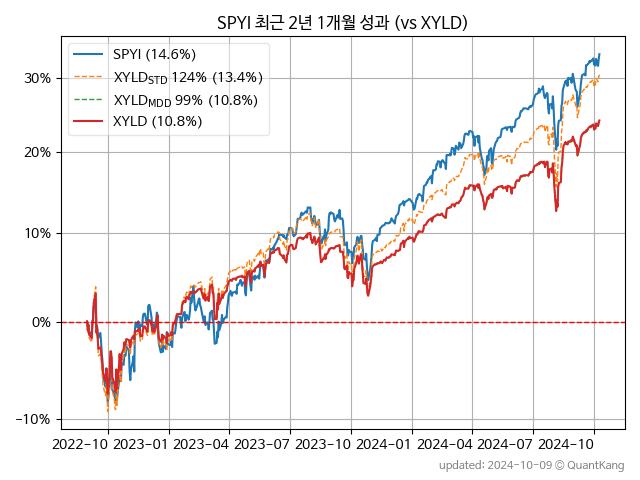 SPYI 최근 2년 1개월 성과 (vs XYLD)
SPYI (14.6%)
XYLD_STD 124% (13.4%)
XYLD_MDD 99% (10.8%)
XYLD (10.8%)
30%
20%
10%
0%
−10%
2022−10 2023−01 2023−04 2023−07 2023−10 2024−01 2024−04 2024−07 2024−10
updated: 2024-10-09 © QuantKang